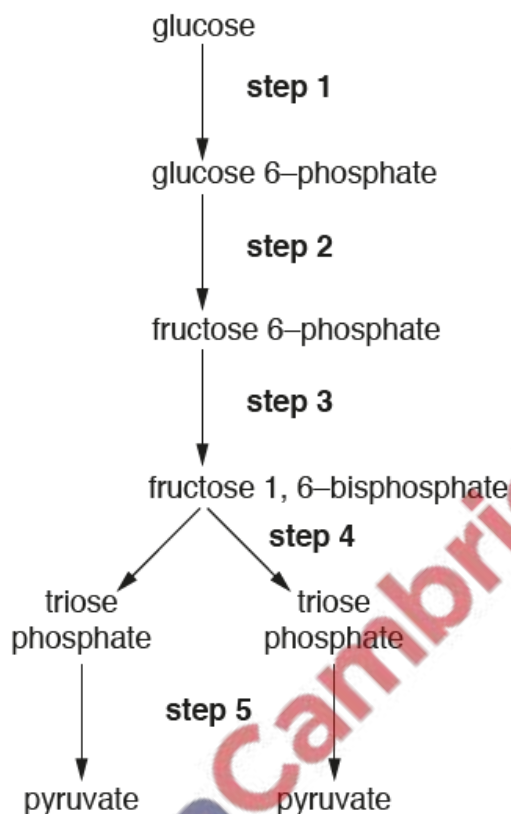 glucose
step 1
glucose 6–phosphate
step 2
fructose 6–phosphate
step 3
fructose 1, 6–bisphosphate
step 4
triose phosphate
triose phosphate
step 5
pyruvate
pyruvate
Cambri